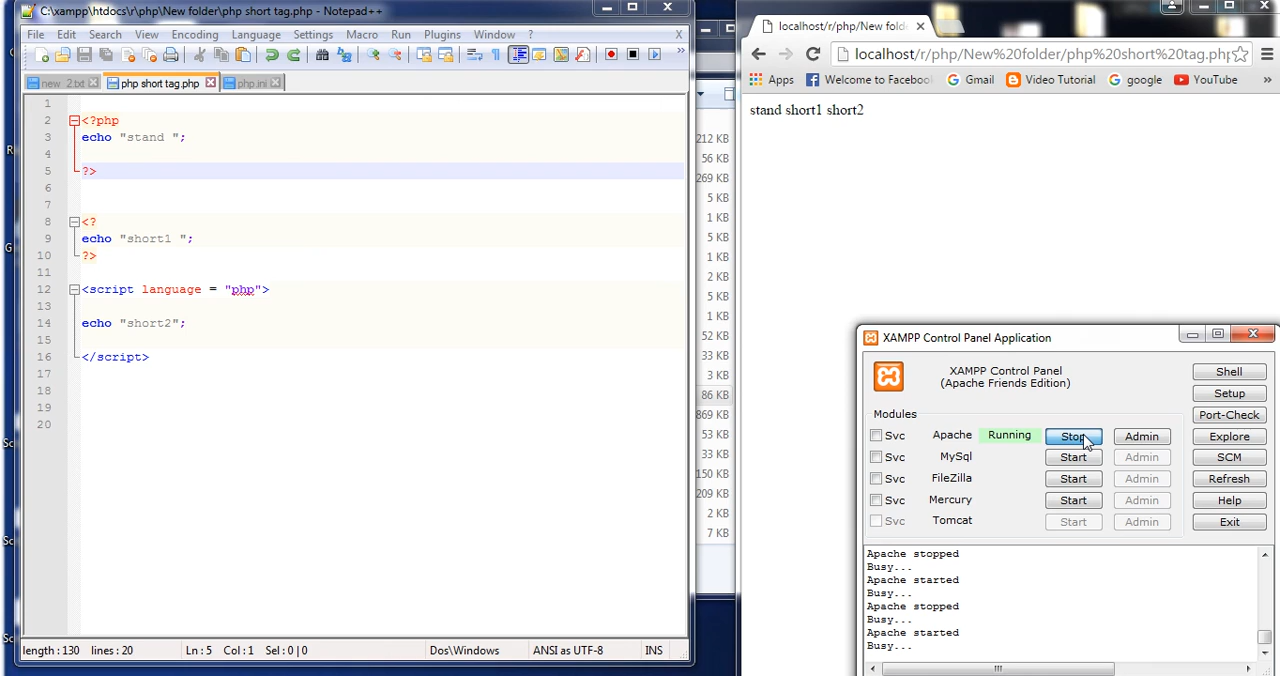 C:\xampp\htdocs\r\php\New folder\php short tag.php - Notepad++
File Edit Search View Encoding Language Settings Macro Run Plugins Window ? X
new 2.txt php short tag.php php.ini
1
2 <?php
3 echo "stand ";
4
5 ?>
6
7
8 <?
9 echo "short1 ";
10 ?>
11
12 <script language = "php">
13
14 echo "short2";
15
16 </script>
17
18
19
20
length : 130 lines : 20 Ln : 5 Col : 1 Sel : 0 | 0 Dos\Windows ANSI as UTF-8 INS
212 KB
56 KB
269 KB
5 KB
1 KB
5 KB
1 KB
2 KB
5 KB
1 KB
52 KB
33 KB
3 KB
86 KB
869 KB
53 KB
33 KB
209 KB
2 KB
7 KB
localhost/r/php/New fold
localhost/r/php/New%20folder/php%20short%20tag.php
Apps Welcome to Facebook Gmail Video Tutorial google YouTube »
stand short1 short2
XAMPP Control Panel Application
XAMPP Control Panel
(Apache Friends Edition)
Modules
Svc Apache Running Stop Admin
Svc MySql Start Admin
Svc FileZilla Start Admin
Svc Mercury Start Admin
Svc Tomcat Start Admin
Shell
Setup
Port-Check
Explore
SCM
Refresh
Help
Exit
Apache stopped
Busy...
Apache started
Busy...
Apache stopped
Busy...
Apache started
Busy...